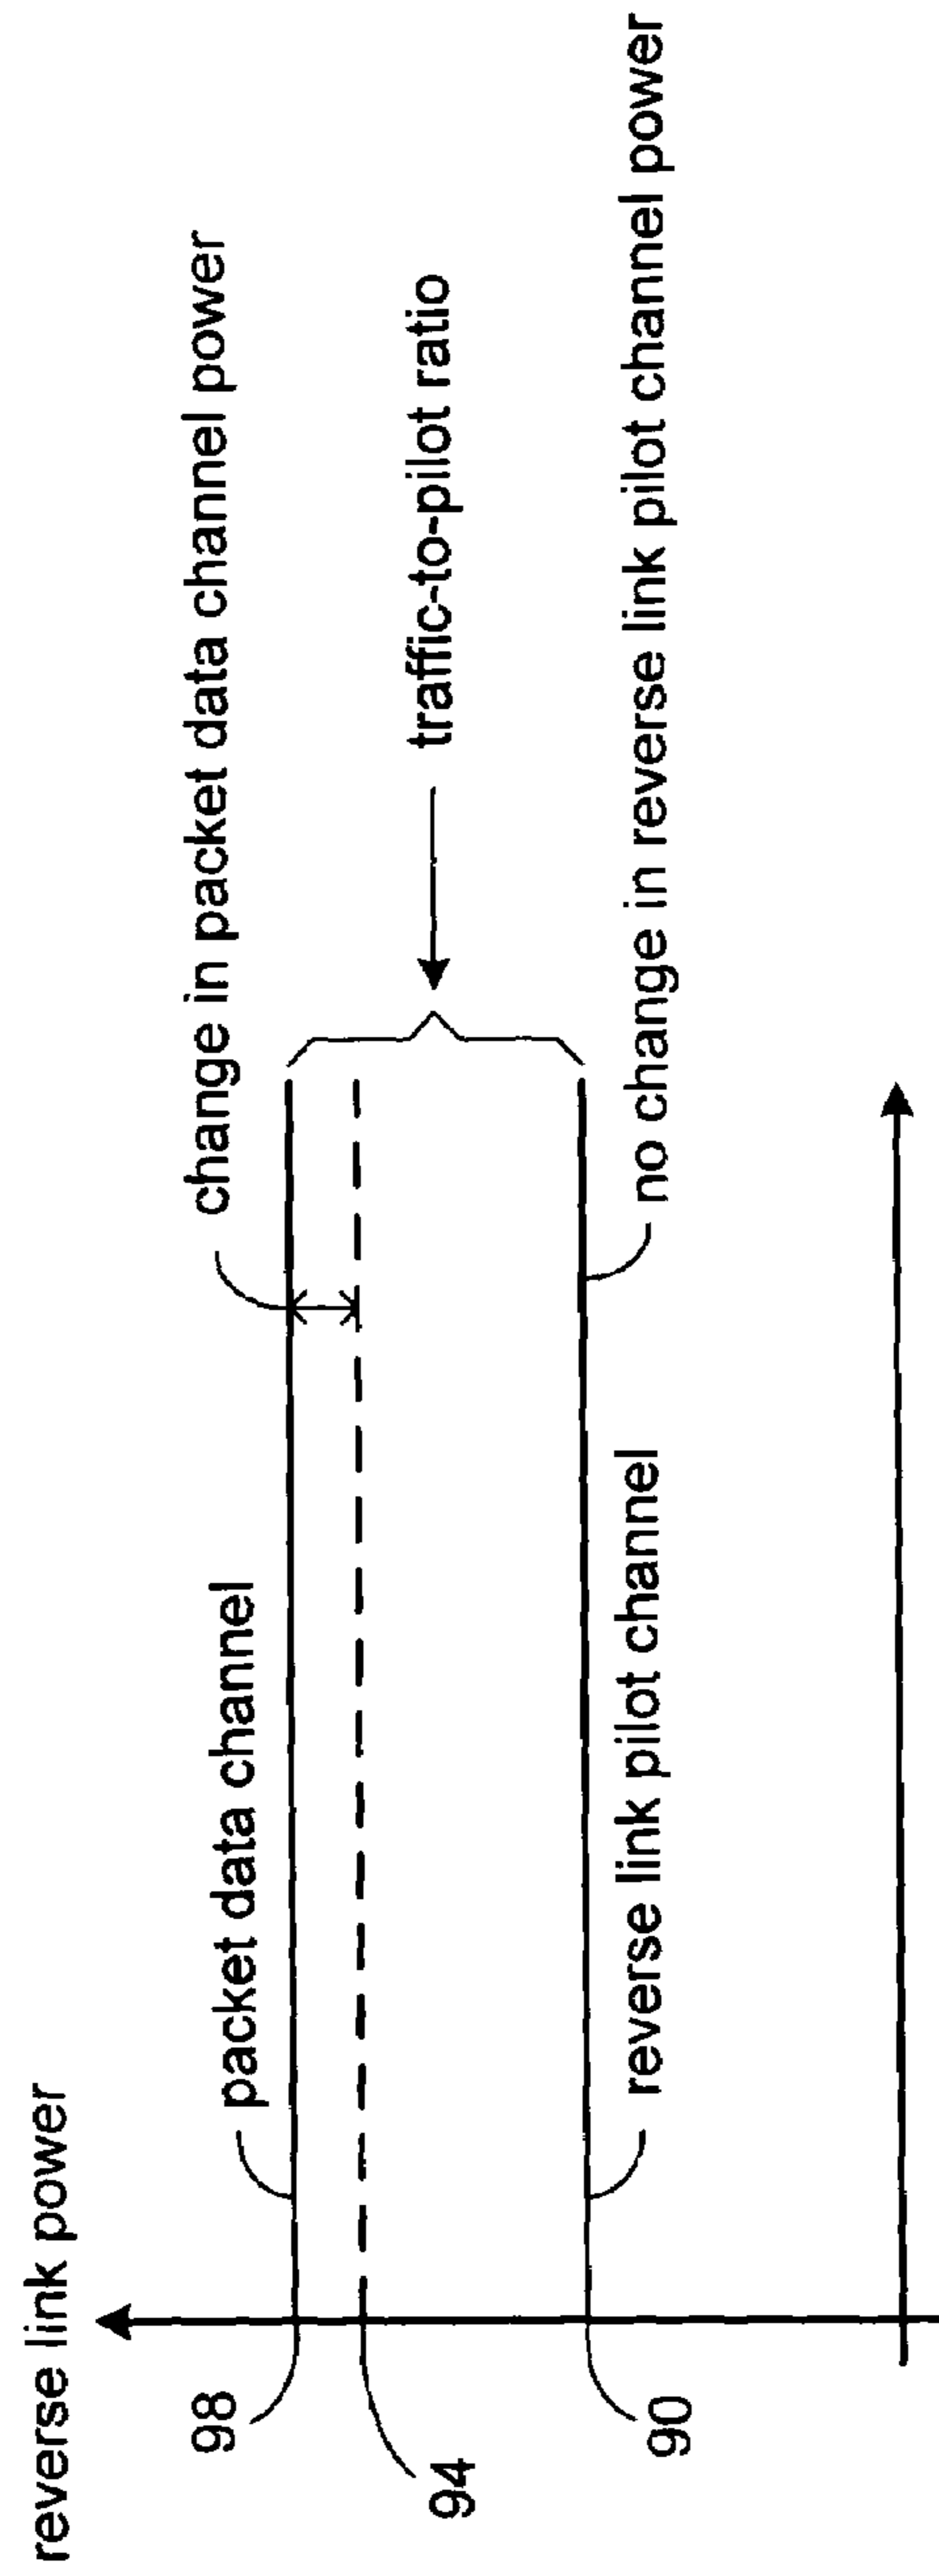 reverse link power
98
94
90
packet data channel
change in packet data channel power
traffic-to-pilot ratio
reverse link pilot channel
no change in reverse link pilot channel power